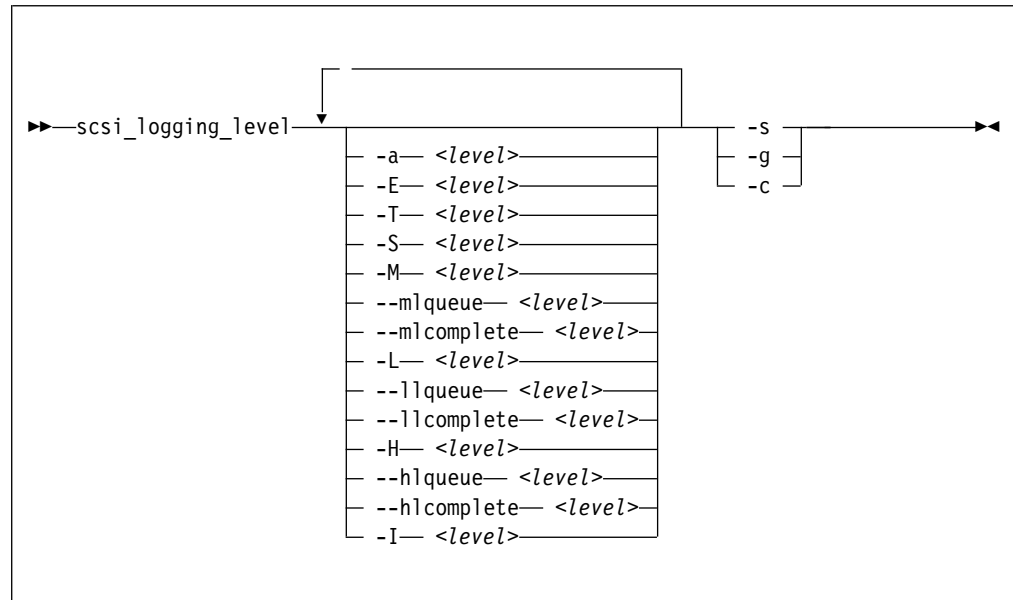 scsi_logging_level -s
-a <level> -g
-E <level> -c
-T <level>
-S <level>
-M <level>
--mlqueue <level>
--mlcomplete <level>
-L <level>
--llqueue <level>
--llcomplete <level>
-H <level>
--hlqueue <level>
--hlcomplete <level>
-I <level>